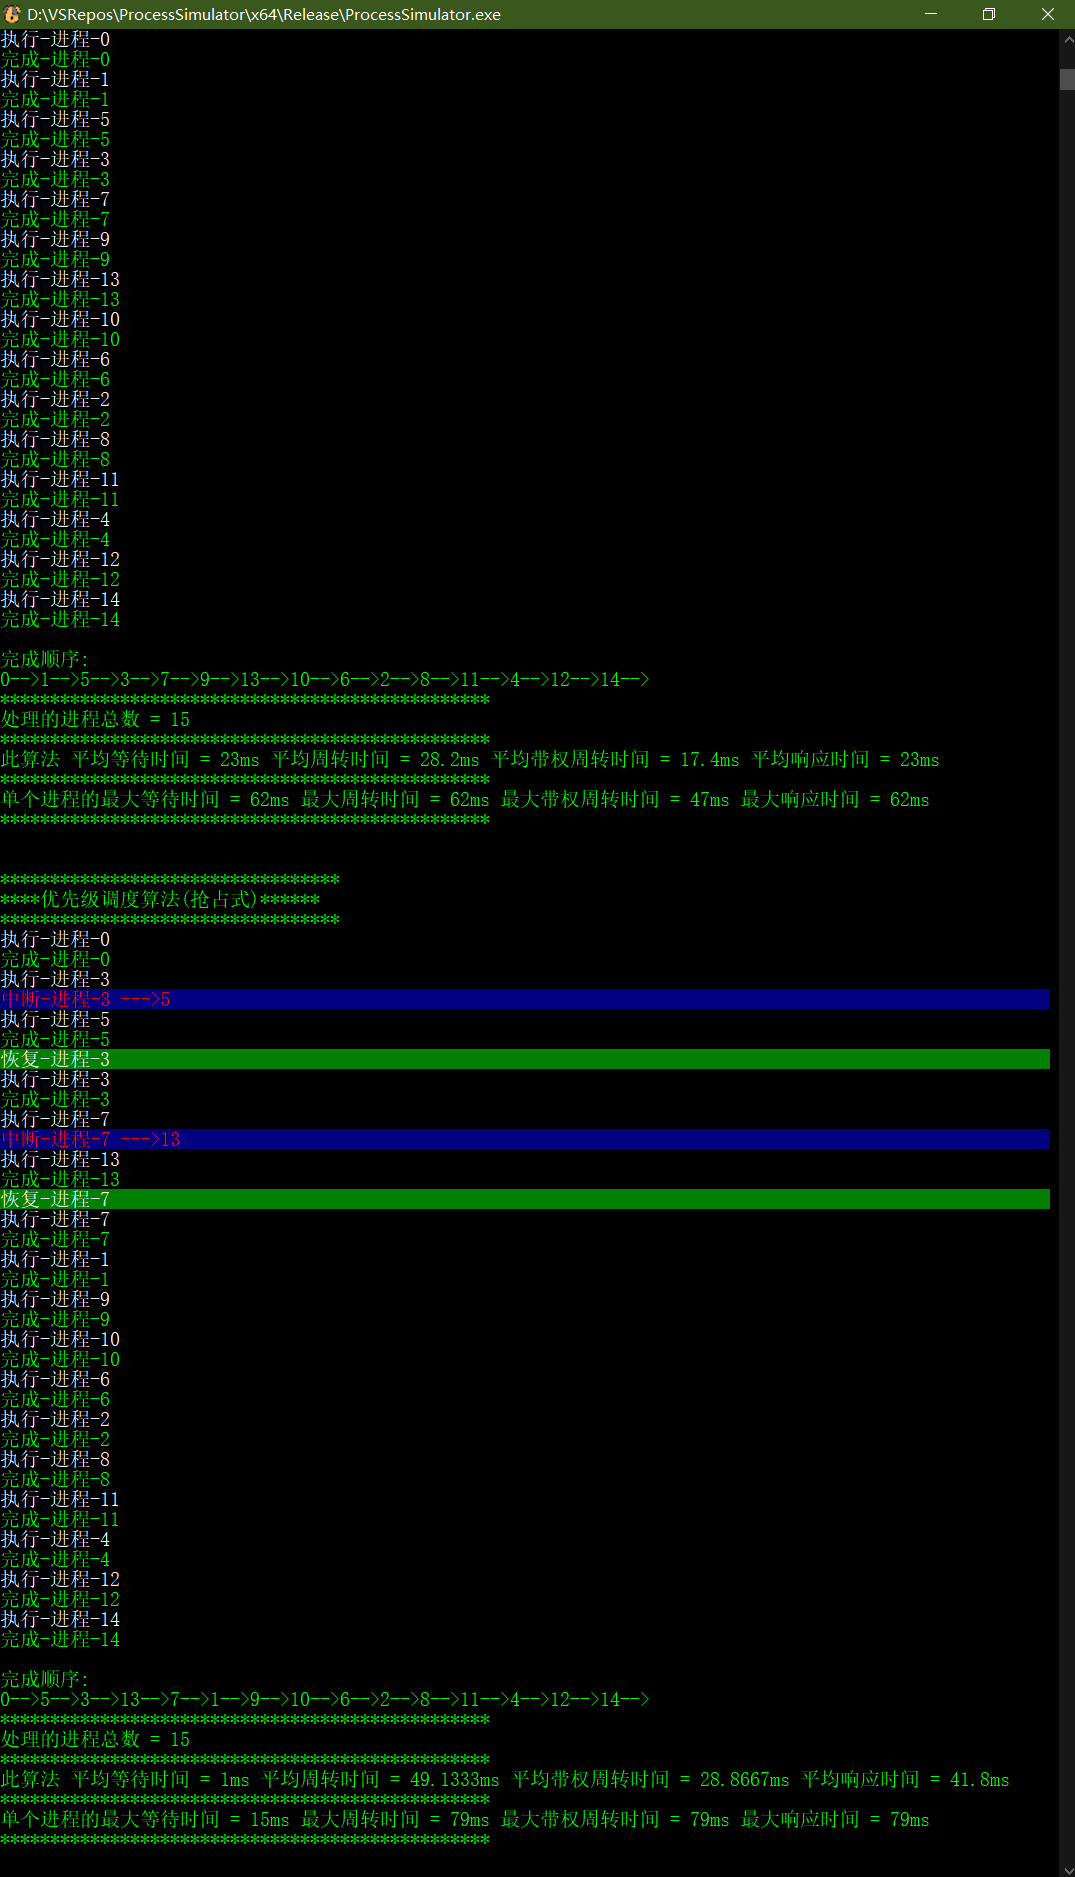 D:\VSRepos\ProcessSimulator\x64\Release\ProcessSimulator.exe
执行-进程-0
完成-进程-0
执行-进程-1
完成-进程-1
执行-进程-5
完成-进程-5
执行-进程-3
完成-进程-3
执行-进程-7
完成-进程-7
执行-进程-9
完成-进程-9
执行-进程-13
完成-进程-13
执行-进程-10
完成-进程-10
执行-进程-6
完成-进程-6
执行-进程-2
完成-进程-2
执行-进程-8
完成-进程-8
执行-进程-11
完成-进程-11
执行-进程-4
完成-进程-4
执行-进程-12
完成-进程-12
执行-进程-14
完成-进程-14
完成顺序:
0-->1-->5-->3-->7-->9-->13-->10-->6-->2-->8-->11-->4-->12-->14-->
*************************************************
处理的进程总数 = 15
*************************************************
此算法 平均等待时间 = 23ms 平均周转时间 = 28.2ms 平均带权周转时间 = 17.4ms 平均响应时间 = 23ms
*************************************************
单个进程的最大等待时间 = 62ms 最大周转时间 = 62ms 最大带权周转时间 = 47ms 最大响应时间 = 62ms
*************************************************
**********************************
****优先级调度算法(抢占式)******
**********************************
执行-进程-0
完成-进程-0
执行-进程-3
中断-进程-3 --->5
执行-进程-5
完成-进程-5
恢复-进程-3
执行-进程-3
完成-进程-3
执行-进程-7
中断-进程-7 --->13
执行-进程-13
完成-进程-13
恢复-进程-7
执行-进程-7
完成-进程-7
执行-进程-1
完成-进程-1
执行-进程-9
完成-进程-9
执行-进程-10
完成-进程-10
执行-进程-6
完成-进程-6
执行-进程-2
完成-进程-2
执行-进程-8
完成-进程-8
执行-进程-11
完成-进程-11
执行-进程-4
完成-进程-4
执行-进程-12
完成-进程-12
执行-进程-14
完成-进程-14
完成顺序:
0-->5-->3-->13-->7-->1-->9-->10-->6-->2-->8-->11-->4-->12-->14-->
*************************************************
处理的进程总数 = 15
*************************************************
此算法 平均等待时间 = 1ms 平均周转时间 = 49.1333ms 平均带权周转时间 = 28.8667ms 平均响应时间 = 41.8ms
*************************************************
单个进程的最大等待时间 = 15ms 最大周转时间 = 79ms 最大带权周转时间 = 79ms 最大响应时间 = 79ms
*************************************************